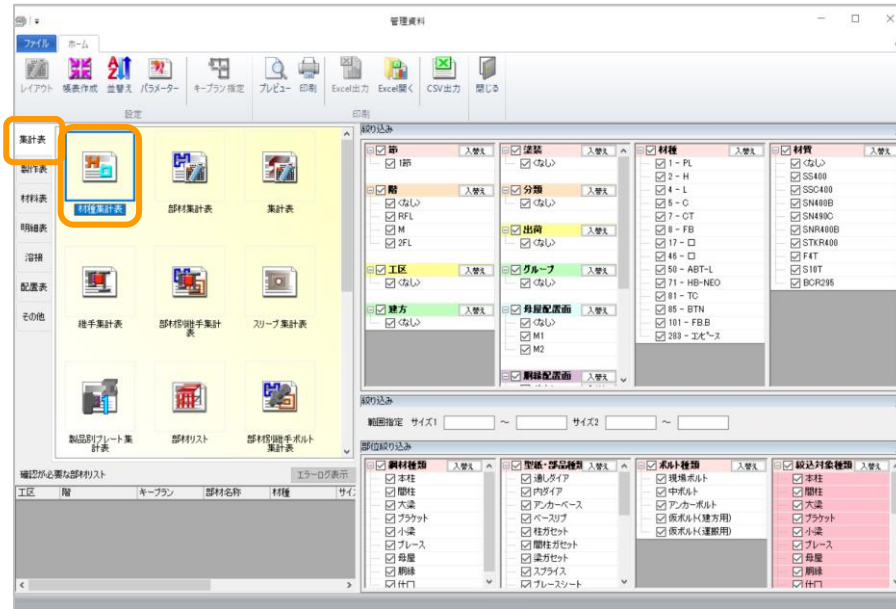 管理資料
ファイル ホーム
レイアウト 帳表作成 並替え パラメーター キープラン指定 プレビュー 印刷 Excel出力 Excel開く CSV出力 閉じる
設定 印刷
集計表
製作表
材料表
明細表
溶接
配置表
その他
材種集計表 部材集計表 集計表
継手集計表 部材種別継手集計表 スリーブ集計表
製品別プレート集計表 部材リスト 部材種別継手ボルト集計表
絞り込み
節 入替え
1節
階 入替え
<なし>
RFL
M
2FL
工区 入替え
<なし>
建方 入替え
<なし>
塗装 入替え
<なし>
分類 入替え
<なし>
出荷 入替え
<なし>
グループ 入替え
<なし>
母屋配置面 入替え
<なし>
M1
M2
胴縁配置面 入替え
材種 入替え
1 - PL
2 - H
4 - L
5 - C
7 - CT
8 - FB
17 - □
46 - □
50 - ABT-L
71 - HB-NEO
81 - TC
85 - BTN
101 - FB.B
283 - エポース
材質 入替え
<なし>
SS400
SSC400
SN400B
SN490C
SNR400B
STKR400
F4T
S10T
BCR295
絞り込み
範囲指定 サイズ1 ~ サイズ2 ~
部位絞り込み
鋼材種類 入替え
本柱
間柱
大梁
ブラケット
小梁
ブレース
母屋
胴縁
仕口
型紙・部品種類 入替え
通しダイア
内ダイア
アンカーベース
ベースリブ
柱ガセット
間柱ガセット
梁ガセット
スプライス
ブレースシート
ボルト種類 入替え
現場ボルト
中ボルト
アンカーボルト
仮ボルト(建方用)
仮ボルト(運搬用)
絞込対象種類 入替え
本柱
間柱
大梁
ブラケット
小梁
ブレース
母屋
胴縁
仕口
確認が必要な部材リスト エラーログ表示
工区 階 キープラン 部材名称 材種 サイ